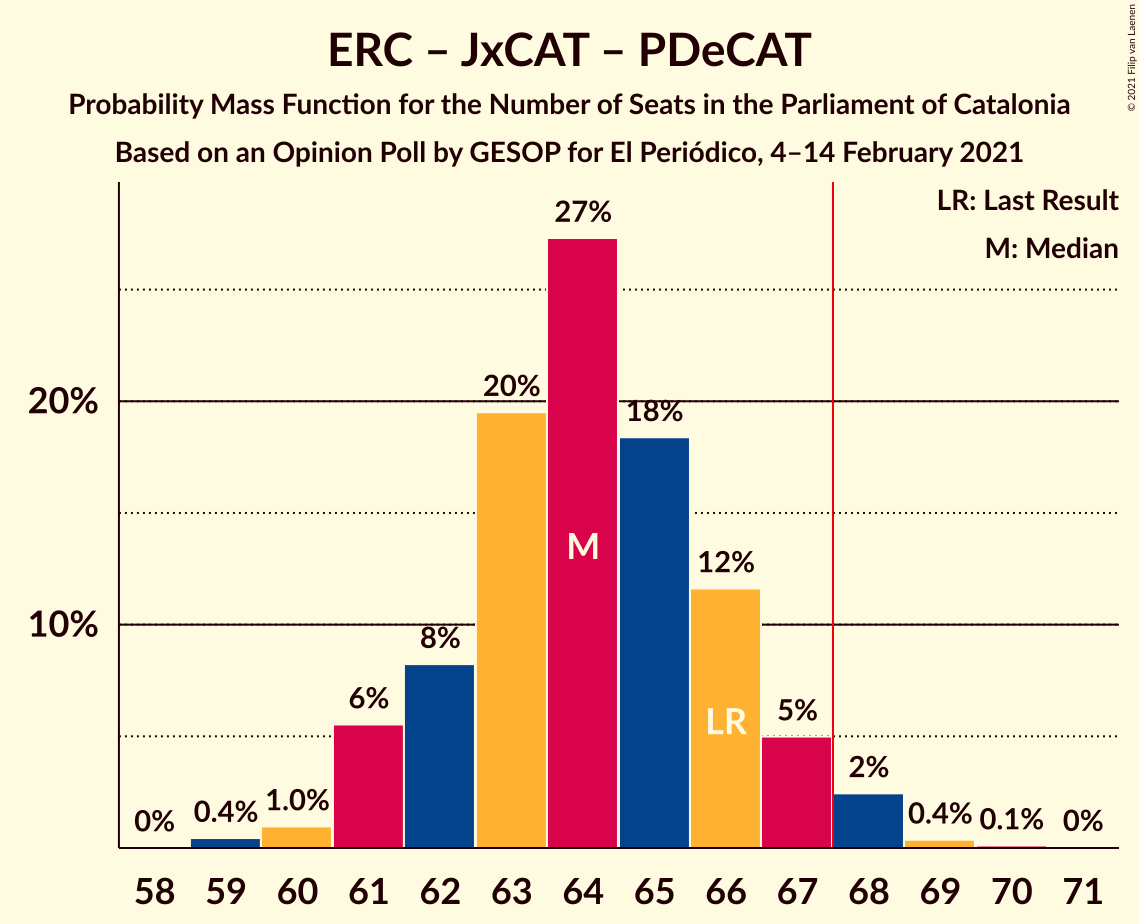 ERC – JxCAT – PDeCAT
Probability Mass Function for the Number of Seats in the Parliament of Catalonia
Based on an Opinion Poll by GESOP for El Periódico, 4–14 February 2021
© 2021 Filip van Laenen
LR: Last Result
M: Median
27%
20%
20%
18%
M
12%
10%
8%
LR
6%
5%
2%
0%
0.4%
1.0%
0.4%
0.1%
0%
58 59 60 61 62 63 64 65 66 67 68 69 70 71